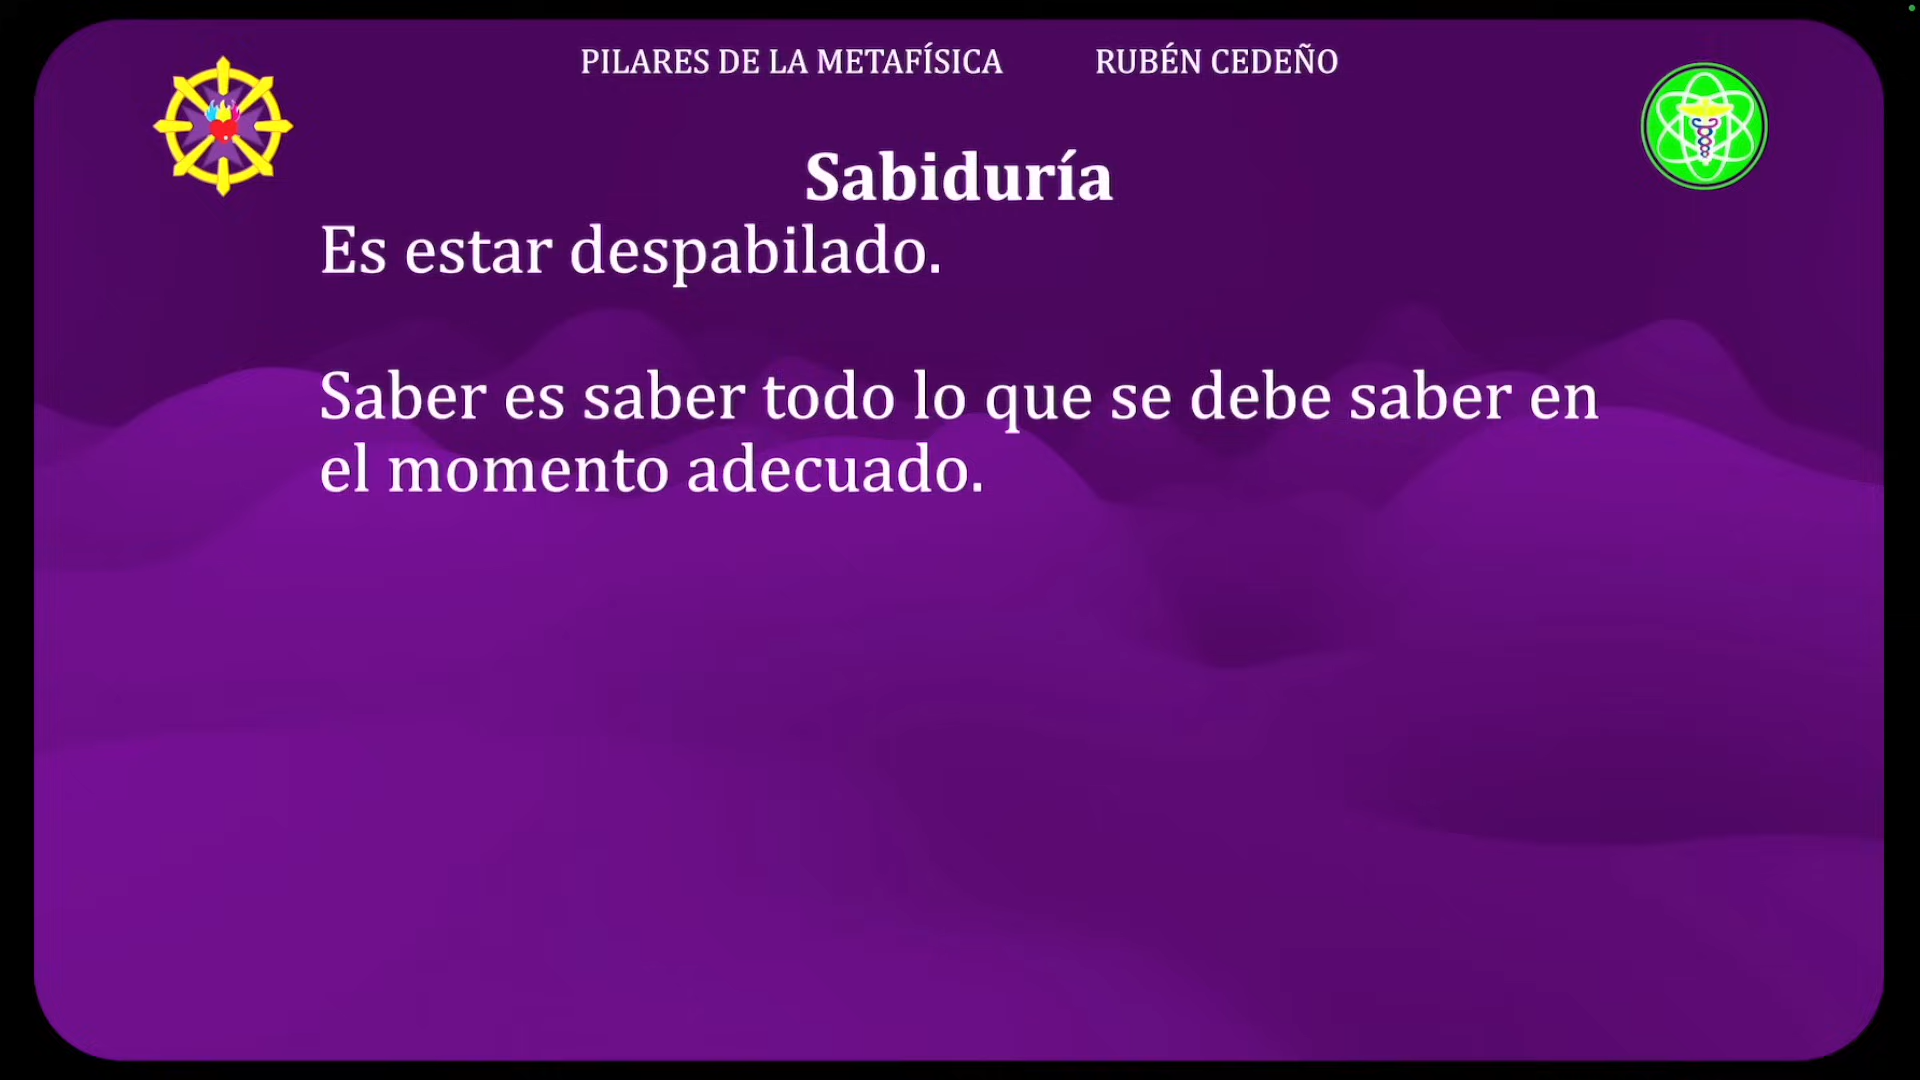 PILARES DE LA METAFÍSICA RUBÉN CEDEÑO
Sabiduría
Es estar despabilado.
Saber es saber todo lo que se debe saber en
el momento adecuado.